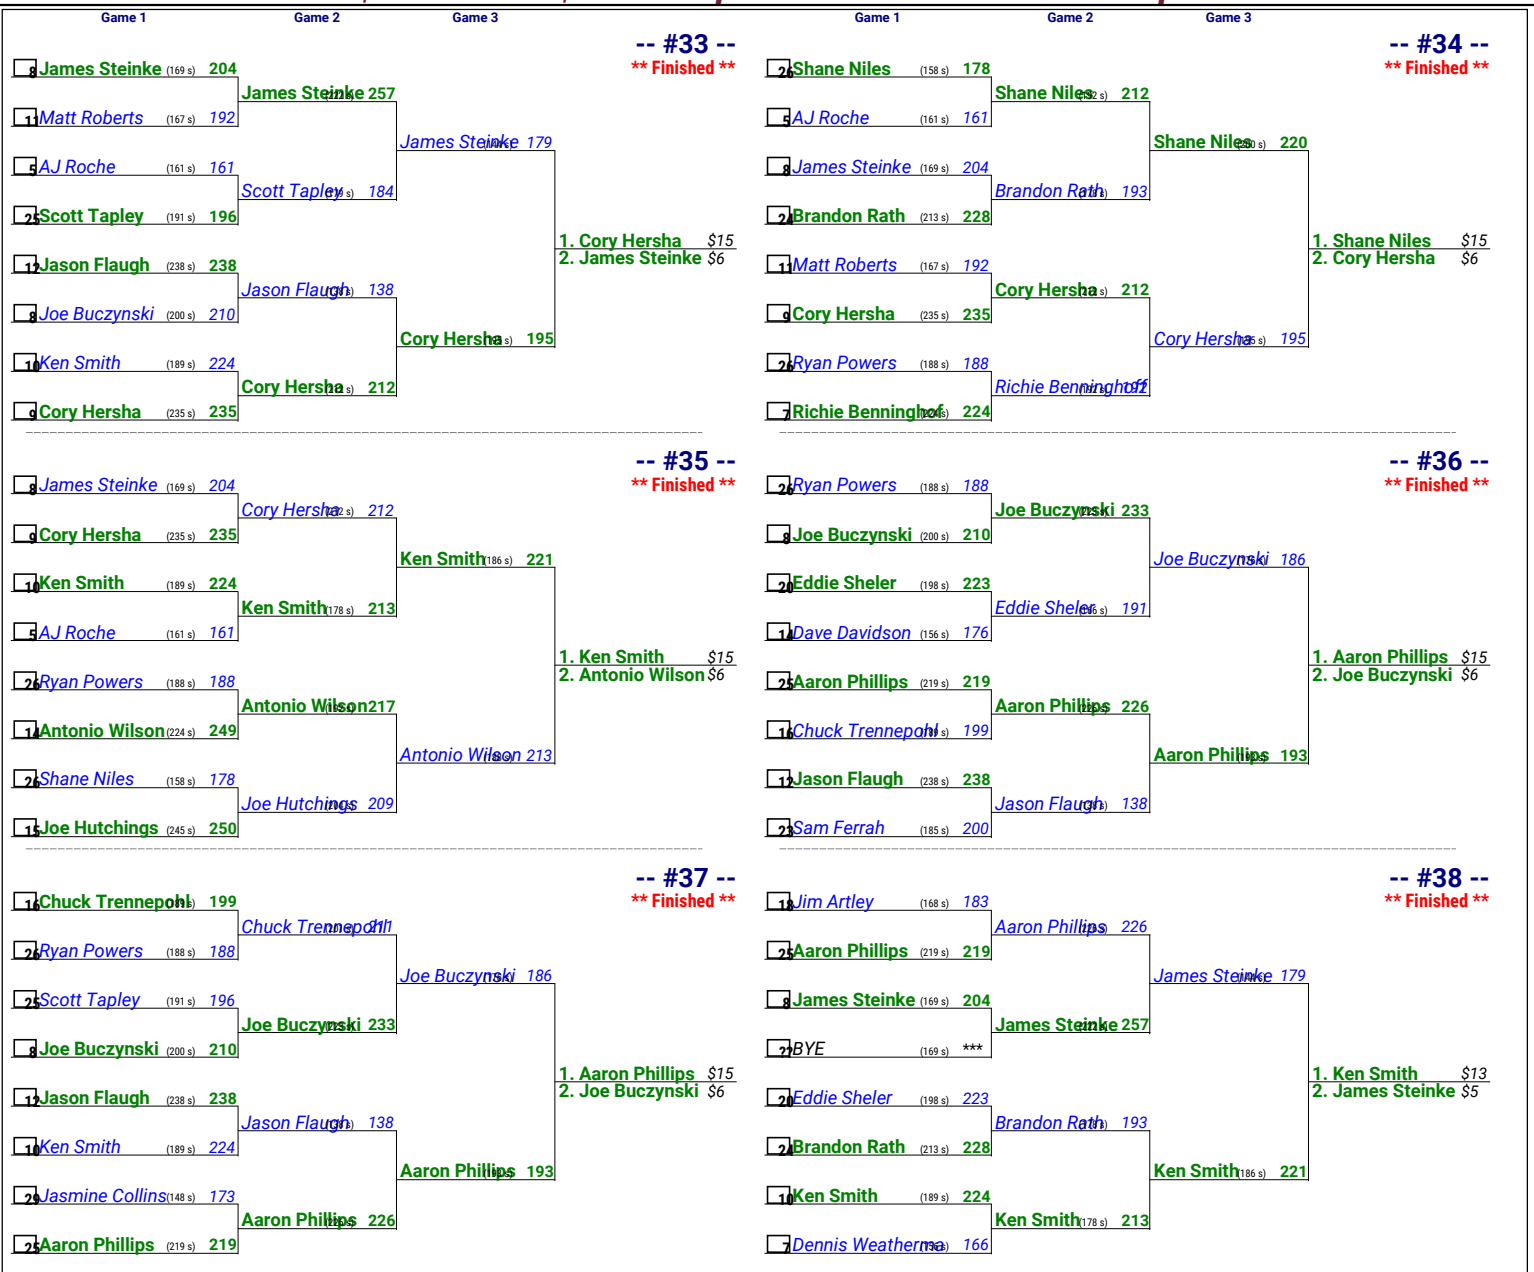 Game 1 Game 2 Game 3 Game 1 Game 2 Game 3
-- #33 --
** Finished **
8 James Steinke (169 s) 204
James Steinke 257
11 Matt Roberts (167 s) 192
James Steinke 179
5 AJ Roche (161 s) 161
Scott Tapley 184
25 Scott Tapley (191 s) 196
1. Cory Hersha $15
2. James Steinke $6
12 Jason Flaugh (238 s) 238
Jason Flaugh 138
8 Joe Buczynski (200 s) 210
Cory Hersha 195
10 Ken Smith (189 s) 224
Cory Hersha 212
9 Cory Hersha (235 s) 235
-- #34 --
** Finished **
26 Shane Niles (158 s) 178
Shane Niles 212
5 AJ Roche (161 s) 161
Shane Niles 220
8 James Steinke (169 s) 204
Brandon Rath 193
24 Brandon Rath (213 s) 228
1. Shane Niles $15
2. Cory Hersha $6
11 Matt Roberts (167 s) 192
Cory Hersha 212
9 Cory Hersha (235 s) 235
Cory Hersha 195
26 Ryan Powers (188 s) 188
Richie Benninghoff 192
7 Richie Benninghof 224
-- #35 --
** Finished **
8 James Steinke (169 s) 204
Cory Hersha 212
9 Cory Hersha (235 s) 235
Ken Smith (186 s) 221
10 Ken Smith (189 s) 224
Ken Smith (178 s) 213
5 AJ Roche (161 s) 161
1. Ken Smith $15
2. Antonio Wilson $6
26 Ryan Powers (188 s) 188
Antonio Wilson 217
14 Antonio Wilson (224 s) 249
Antonio Wilson 213
26 Shane Niles (158 s) 178
Joe Hutchings 209
15 Joe Hutchings (245 s) 250
-- #36 --
** Finished **
26 Ryan Powers (188 s) 188
Joe Buczynski 233
8 Joe Buczynski (200 s) 210
Joe Buczynski 186
20 Eddie Sheler (198 s) 223
Eddie Sheler 191
14 Dave Davidson (156 s) 176
1. Aaron Phillips $15
2. Joe Buczynski $6
25 Aaron Phillips (219 s) 219
Aaron Phillips 226
16 Chuck Trennepohl 199
Aaron Phillips 193
12 Jason Flaugh (238 s) 238
Jason Flaugh 138
23 Sam Ferrah (185 s) 200
-- #37 --
** Finished **
16 Chuck Trennepohl 199
Chuck Trennepohl 211
26 Ryan Powers (188 s) 188
Joe Buczynski 186
25 Scott Tapley (191 s) 196
Joe Buczynski 233
8 Joe Buczynski (200 s) 210
1. Aaron Phillips $15
2. Joe Buczynski $6
12 Jason Flaugh (238 s) 238
Jason Flaugh 138
10 Ken Smith (189 s) 224
Aaron Phillips 193
29 Jasmine Collins (148 s) 173
Aaron Phillips 226
25 Aaron Phillips (219 s) 219
-- #38 --
** Finished **
18 Jim Artley (168 s) 183
Aaron Phillips 226
25 Aaron Phillips (219 s) 219
James Steinke 179
8 James Steinke (169 s) 204
James Steinke 257
?? BYE (169 s) ***
1. Ken Smith $13
2. James Steinke $5
20 Eddie Sheler (198 s) 223
Brandon Rath 193
24 Brandon Rath (213 s) 228
Ken Smith (186 s) 221
10 Ken Smith (189 s) 224
Ken Smith (178 s) 213
7 Dennis Weatherma 166